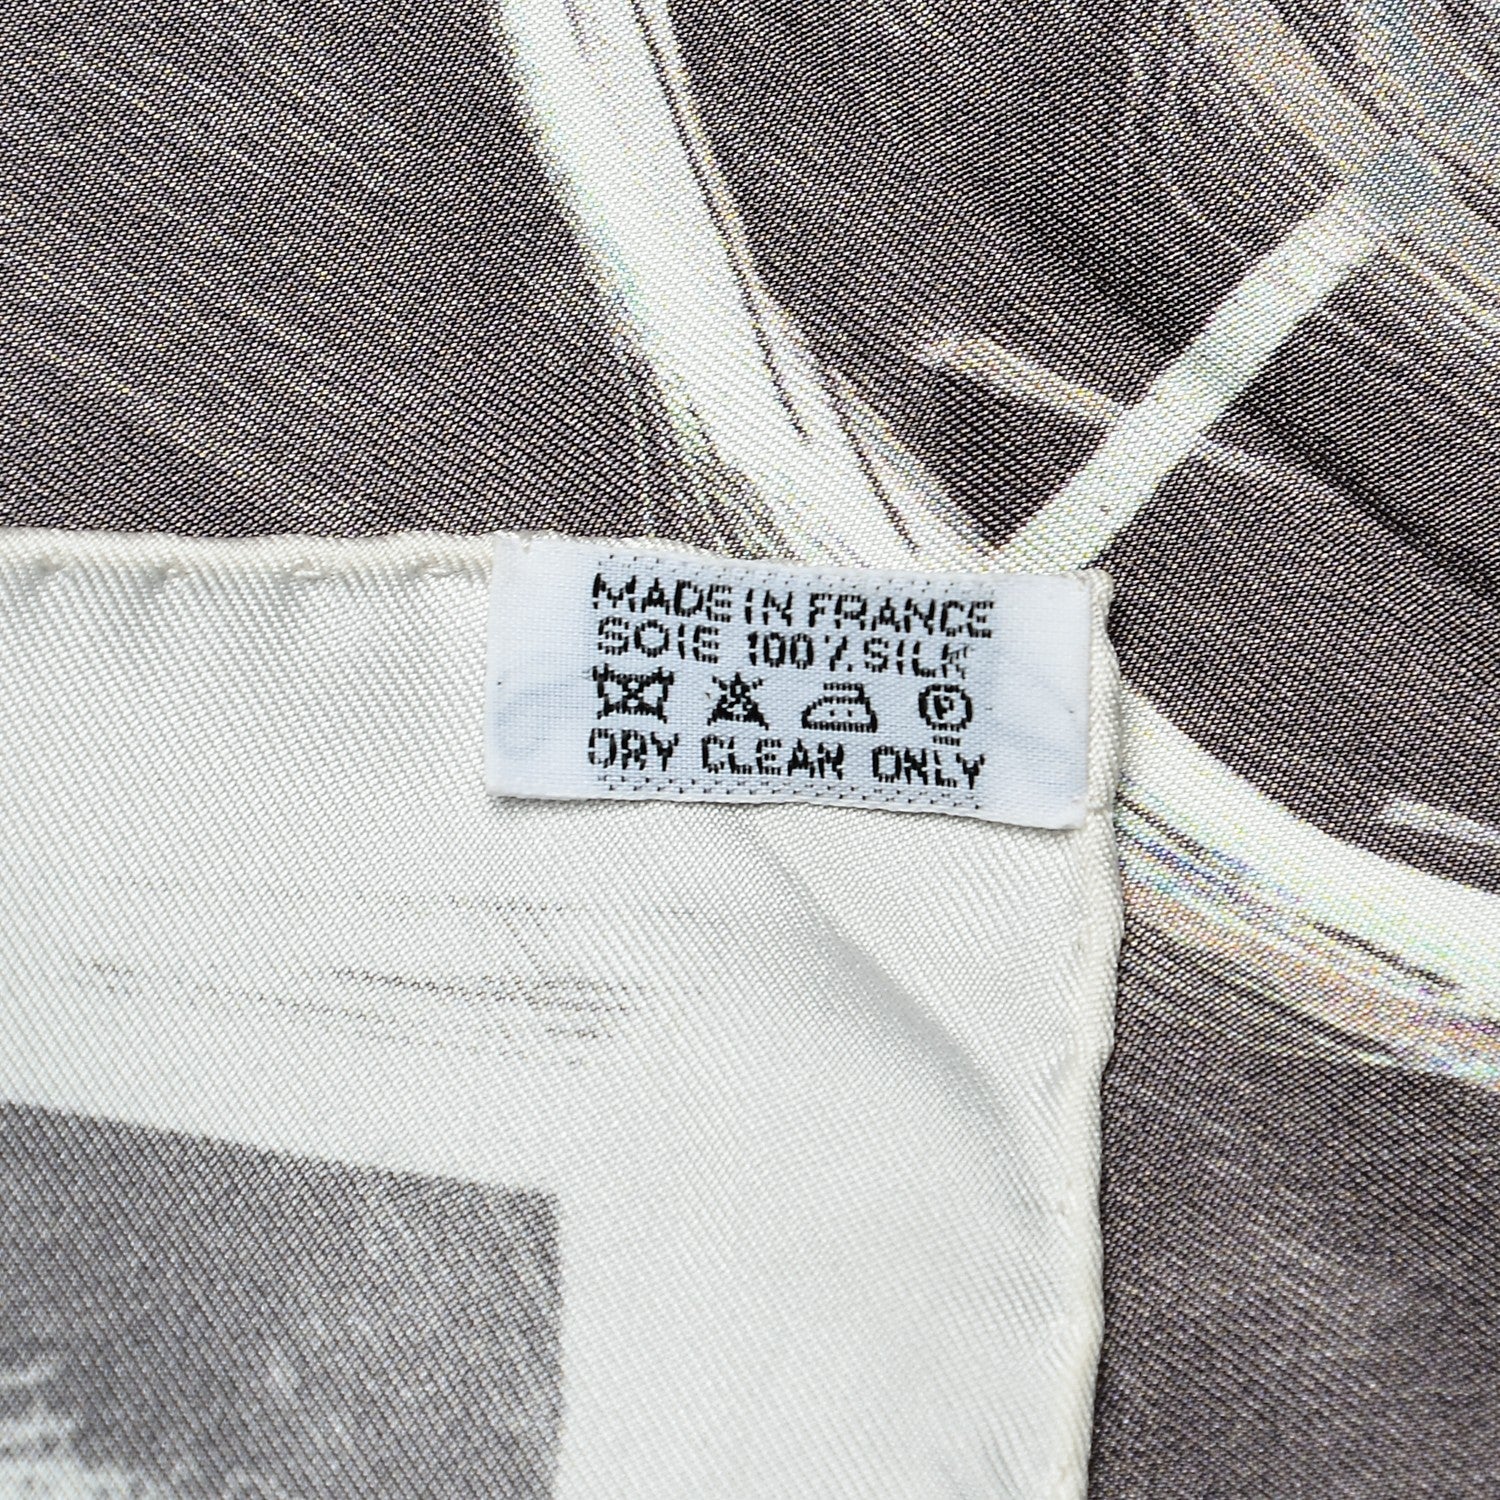 MADE IN FRANCE
SOIE 100% SILK
P
DRY CLEAN ONLY